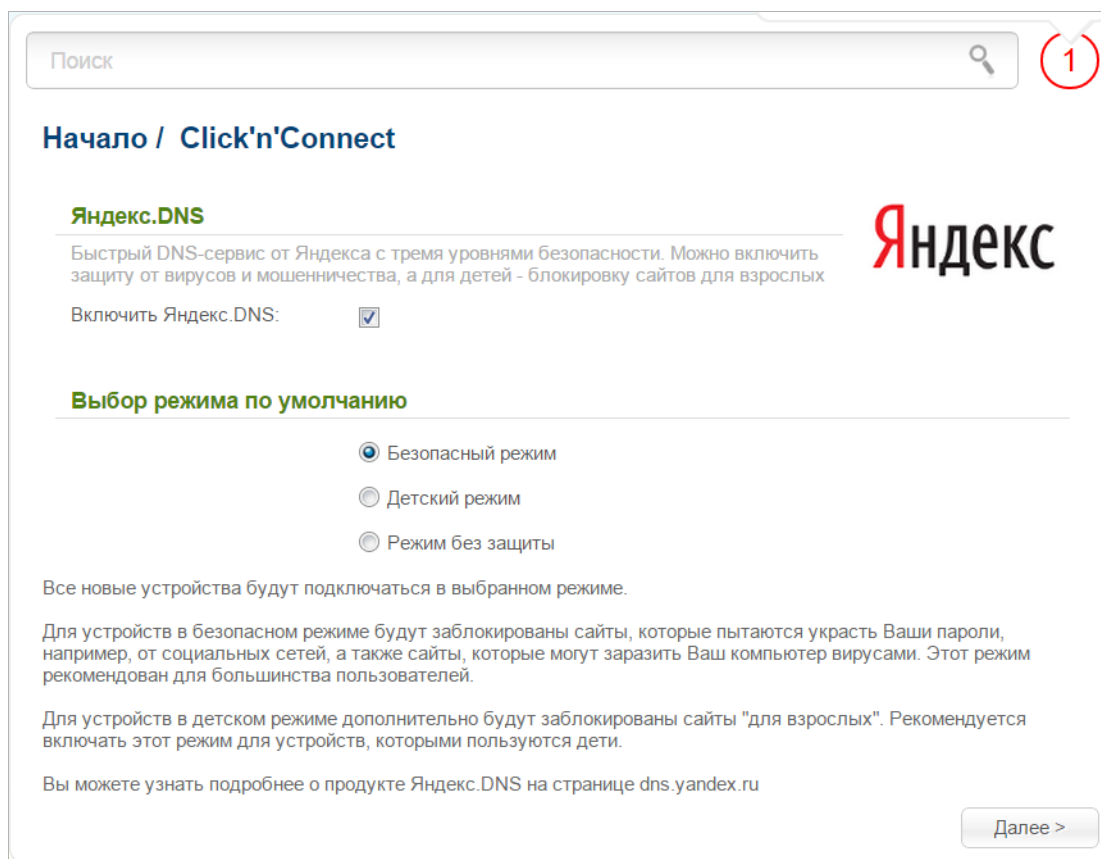 Поиск
1
Начало / Click'n'Connect
Яндекс.DNS
Яндекс
Быстрый DNS-сервис от Яндекса с тремя уровнями безопасности. Можно включить
защиту от вирусов и мошенничества, а для детей - блокировку сайтов для взрослых
Включить Яндекс.DNS:
Выбор режима по умолчанию
Безопасный режим
Детский режим
Режим без защиты
Все новые устройства будут подключаться в выбранном режиме.
Для устройств в безопасном режиме будут заблокированы сайты, которые пытаются украсть Ваши пароли,
например, от социальных сетей, а также сайты, которые могут заразить Ваш компьютер вирусами. Этот режим
рекомендован для большинства пользователей.
Для устройств в детском режиме дополнительно будут заблокированы сайты "для взрослых". Рекомендуется
включать этот режим для устройств, которыми пользуются дети.
Вы можете узнать подробнее о продукте Яндекс.DNS на странице dns.yandex.ru
Далее >